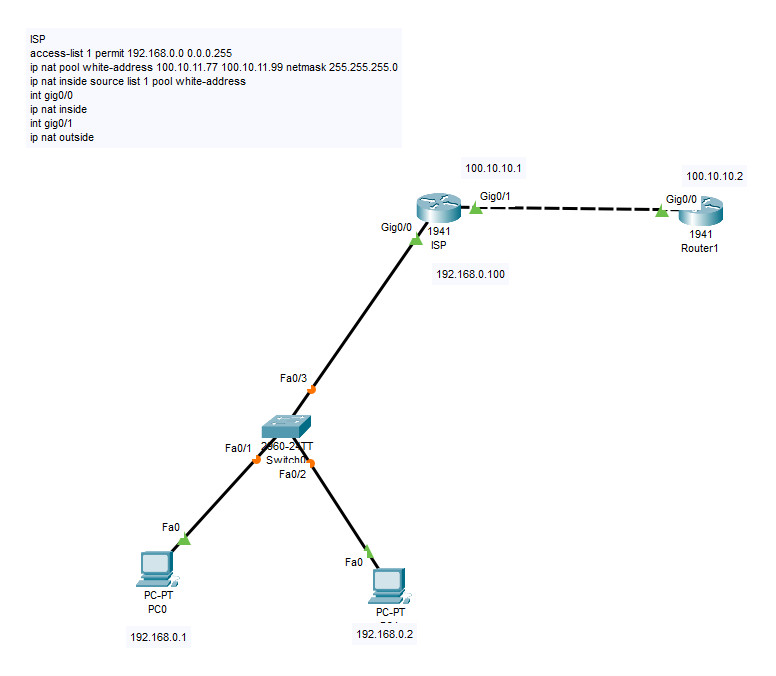 ISP
access-list 1 permit 192.168.0.0 0.0.0.255
ip nat pool white-address 100.10.11.77 100.10.11.99 netmask 255.255.255.0
ip nat inside source list 1 pool white-address
int gig0/0
ip nat inside
int gig0/1
ip nat outside
100.10.10.1
100.10.10.2
Gig0/1
Gig0/0
Gig0/0
1941
ISP
1941
Router1
192.168.0.100
Fa0/3
Fa0/1
2960-24TT
Switch0
Fa0/2
Fa0
Fa0
PC-PT
PC0
PC-PT
192.168.0.1
192.168.0.2